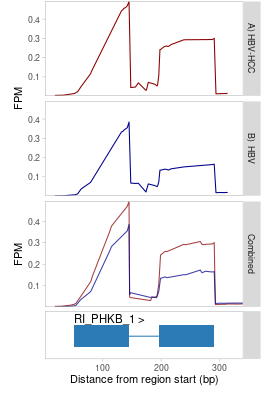 0.4
0.3
0.2
0.1
A) HBV-HCC
FPM
0.4
0.3
0.2
0.1
B) HBV
0.4
0.3
0.2
0.1
FPM
Combined
RI_PHKB_1 >
100
200
300
Distance from region start (bp)